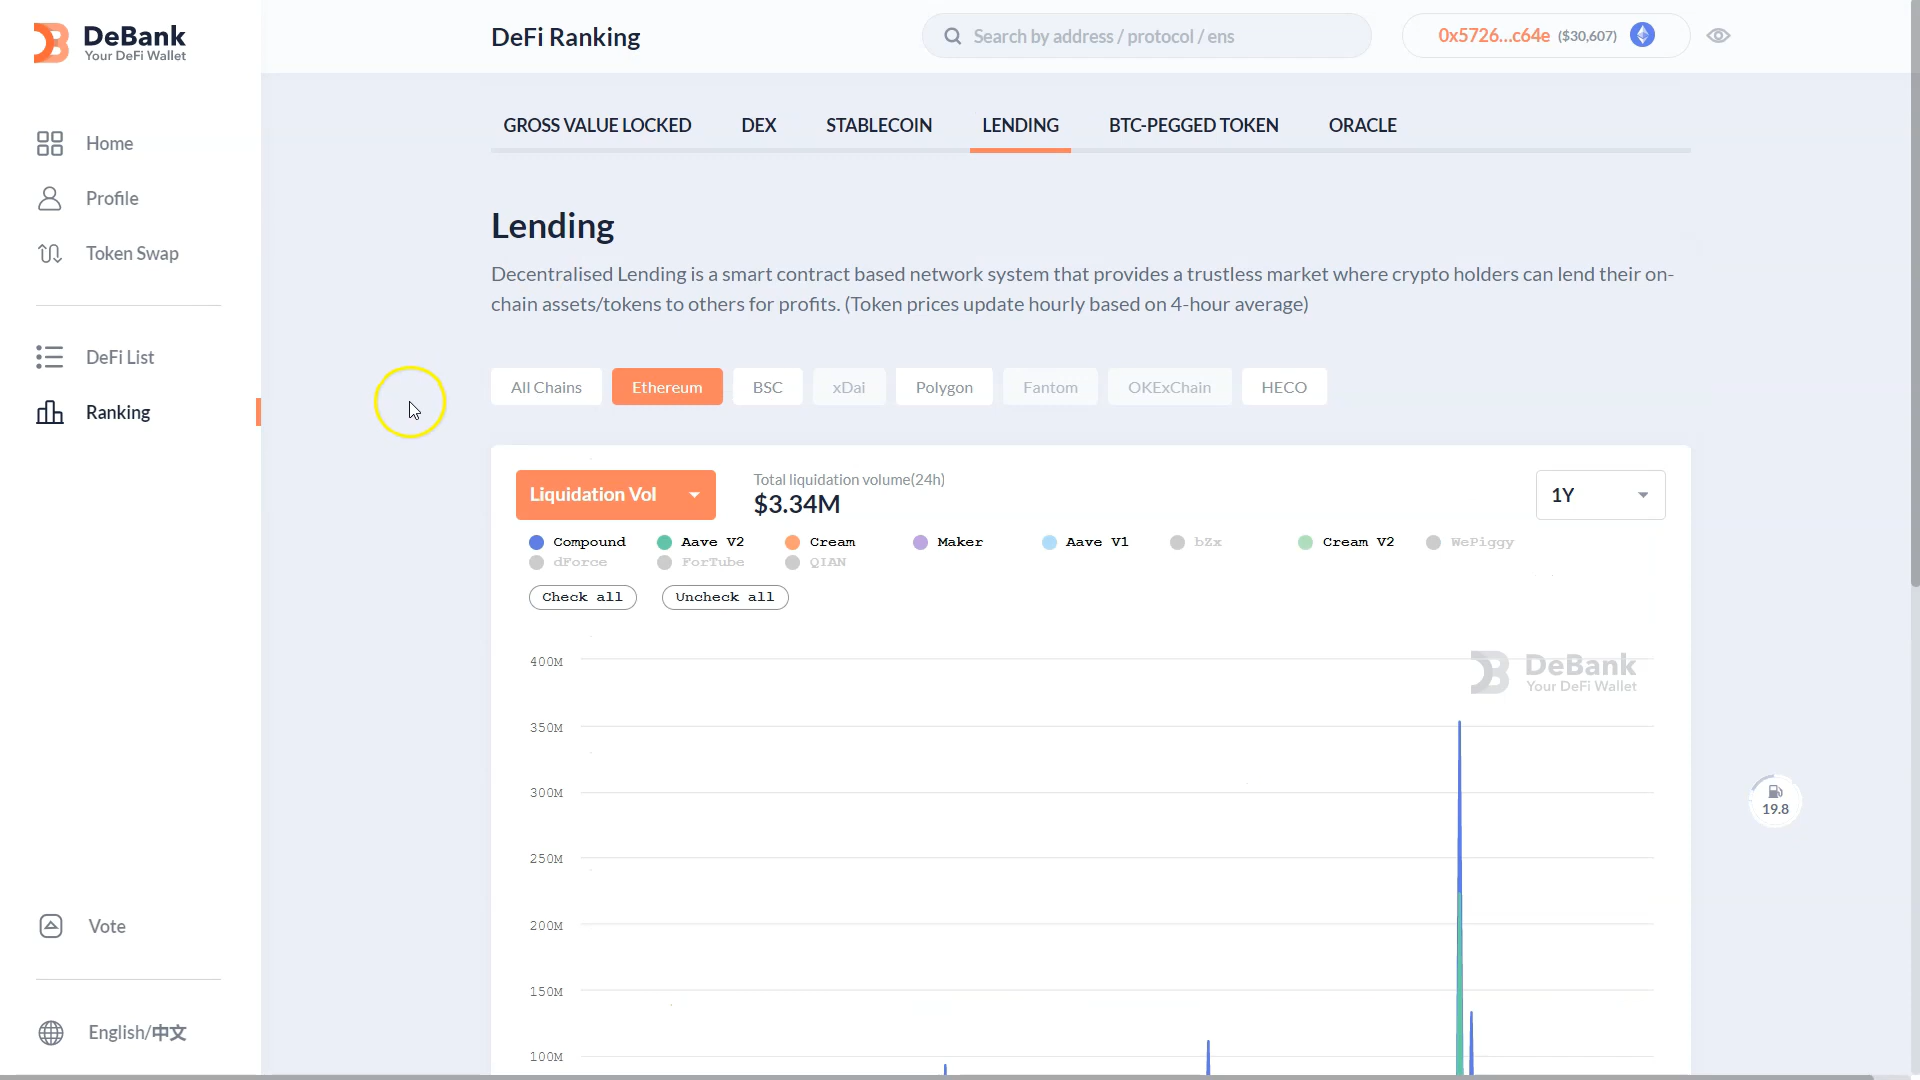 DeBank
Your DeFi Wallet
DeFi Ranking
Search by address / protocol / ens
0x5726...c64e ($30,607)
Home
Profile
Token Swap
DeFi List
Ranking
Vote
English/中文
GROSS VALUE LOCKED DEX STABLECOIN LENDING BTC-PEGGED TOKEN ORACLE
Lending
Decentralised Lending is a smart contract based network system that provides a trustless market where crypto holders can lend their on-
chain assets/tokens to others for profits. (Token prices update hourly based on 4-hour average)
All Chains Ethereum BSC xDai Polygon Fantom OKExChain HECO
Liquidation Vol
Total liquidation volume(24h)
$3.34M
1Y
Compound Aave V2 Cream Maker Aave V1 bZx Cream V2 WePiggy
dForce ForTube QIAN
Check all Uncheck all
400M
DeBank
Your DeFi Wallet
350M
300M
19.8
250M
200M
150M
100M